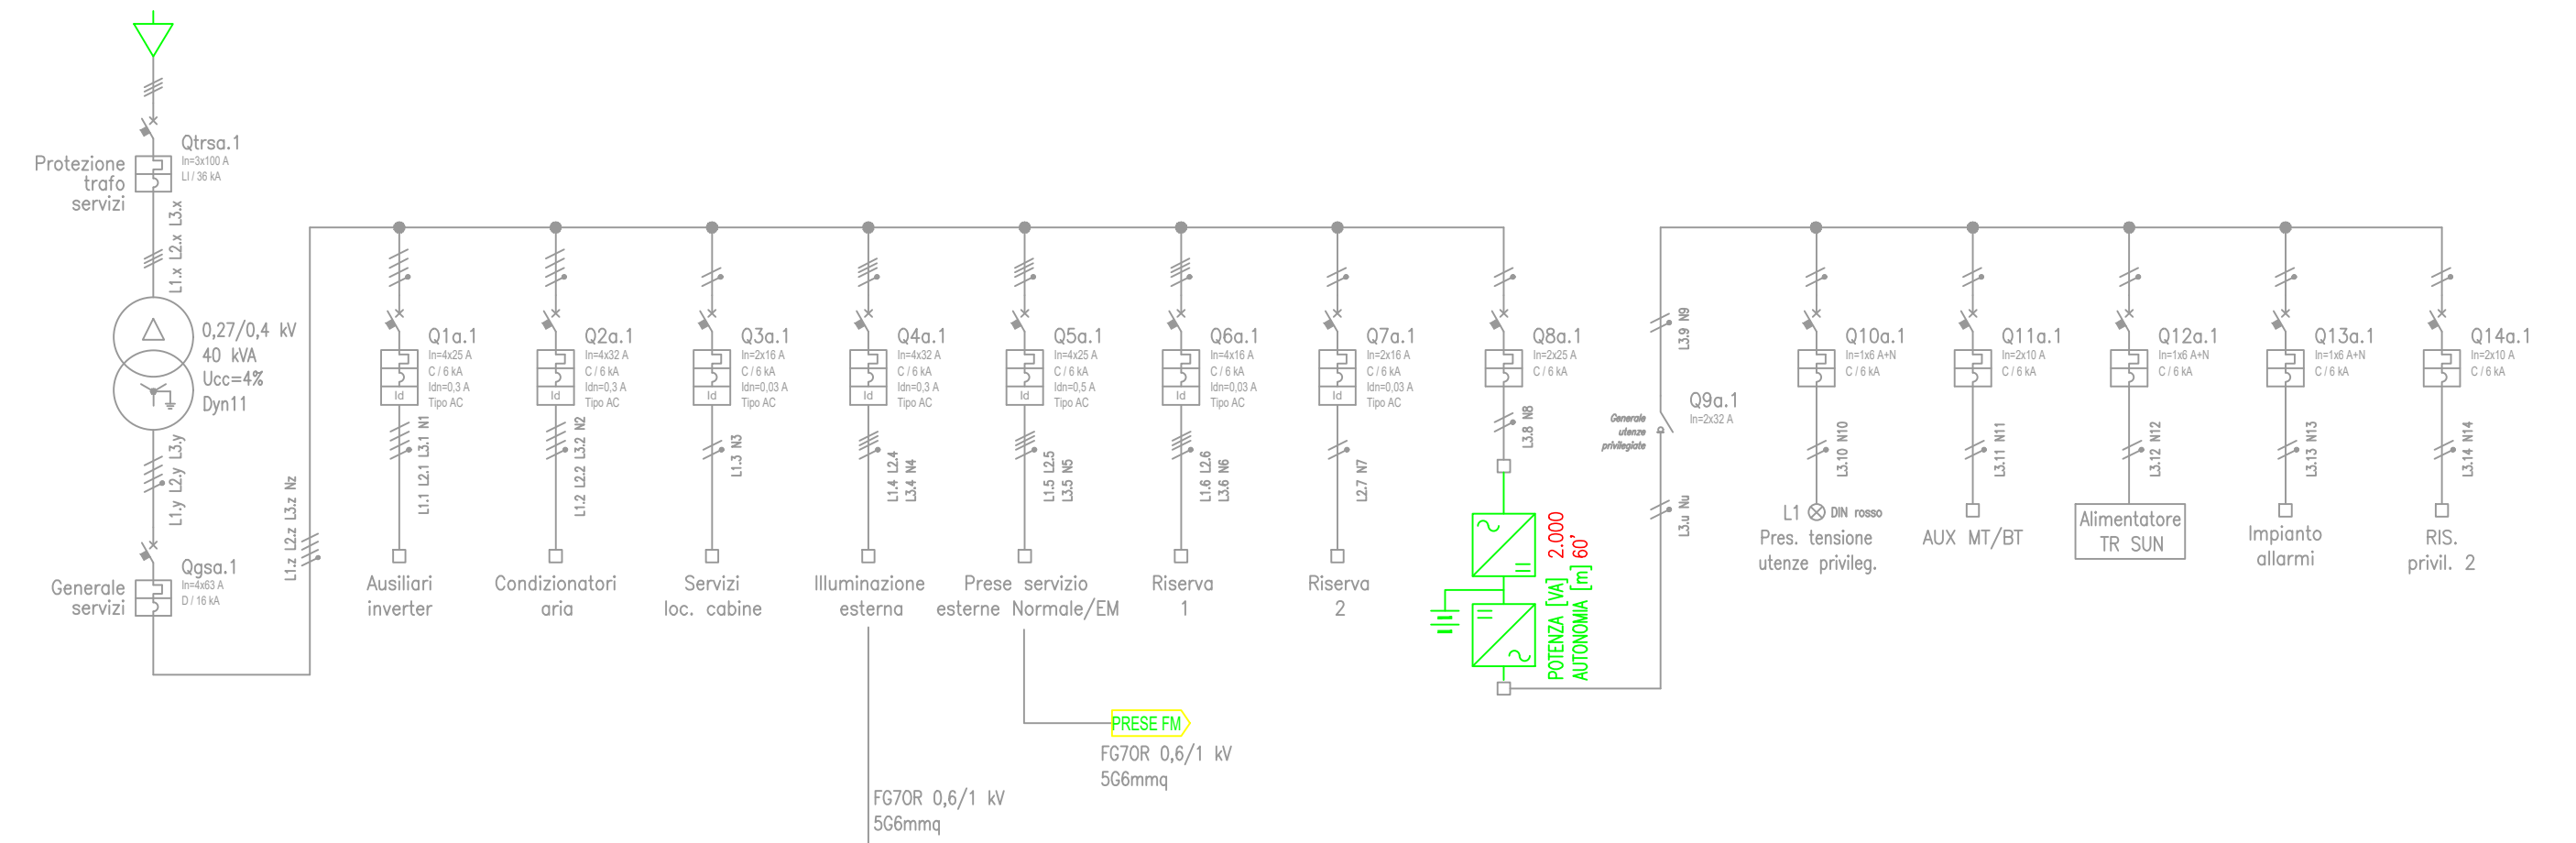 Qtrsa.1
In=3x100 A
LI / 36 kA
Protezione
trafo
servizi
L1.x L2.x L3.x
0,27/0,4 kV
40 kVA
Ucc=4%
Dyn11
L1.y L2.y L3.y
Qgsa.1
In=4x63 A
D / 16 kA
Generale
servizi
L1.z L2.z L3.z Nz
Q1a.1
In=4x25 A
C / 6 kA
Idn=0,3 A
Tipo AC
Id
L1.1 L2.1 L3.1 N1
Ausiliari
inverter
Q2a.1
In=4x32 A
C / 6 kA
Idn=0,3 A
Tipo AC
Id
L1.2 L2.2 L3.2 N2
Condizionatori
aria
Q3a.1
In=2x16 A
C / 6 kA
Idn=0,03 A
Tipo AC
Id
L1.3 N3
Servizi
loc. cabine
Q4a.1
In=4x32 A
C / 6 kA
Idn=0,3 A
Tipo AC
Id
L1.4 L2.4
L3.4 N4
Illuminazione
esterna
FG7OR 0,6/1 kV
5G6mmq
Q5a.1
In=4x25 A
C / 6 kA
Idn=0,5 A
Tipo AC
Id
L1.5 L2.5
L3.5 N5
Prese servizio
esterne Normale/EM
PRESE FM
FG7OR 0,6/1 kV
5G6mmq
Q6a.1
In=4x16 A
C / 6 kA
Idn=0,03 A
Tipo AC
Id
L1.6 L2.6
L3.6 N6
Riserva
1
Q7a.1
In=2x16 A
C / 6 kA
Idn=0,03 A
Tipo AC
Id
L2.7 N7
Riserva
2
Q8a.1
In=2x25 A
C / 6 kA
L3.8 N8
POTENZA [VA] 2.000
AUTONOMIA [m] 60'
L3.9 N9
Q9a.1
In=2x32 A
Generale
utenze
privilegiate
L3.u Nu
Q10a.1
In=1x6 A+N
C / 6 kA
L3.10 N10
L1 DIN rosso
Pres. tensione
utenze privileg.
Q11a.1
In=2x10 A
C / 6 kA
L3.11 N11
AUX MT/BT
Q12a.1
In=1x6 A+N
C / 6 kA
L3.12 N12
Alimentatore
TR SUN
Q13a.1
In=1x6 A+N
C / 6 kA
L3.13 N13
Impianto
allarmi
Q14a.1
In=2x10 A
C / 6 kA
L3.14 N14
RIS.
privil. 2